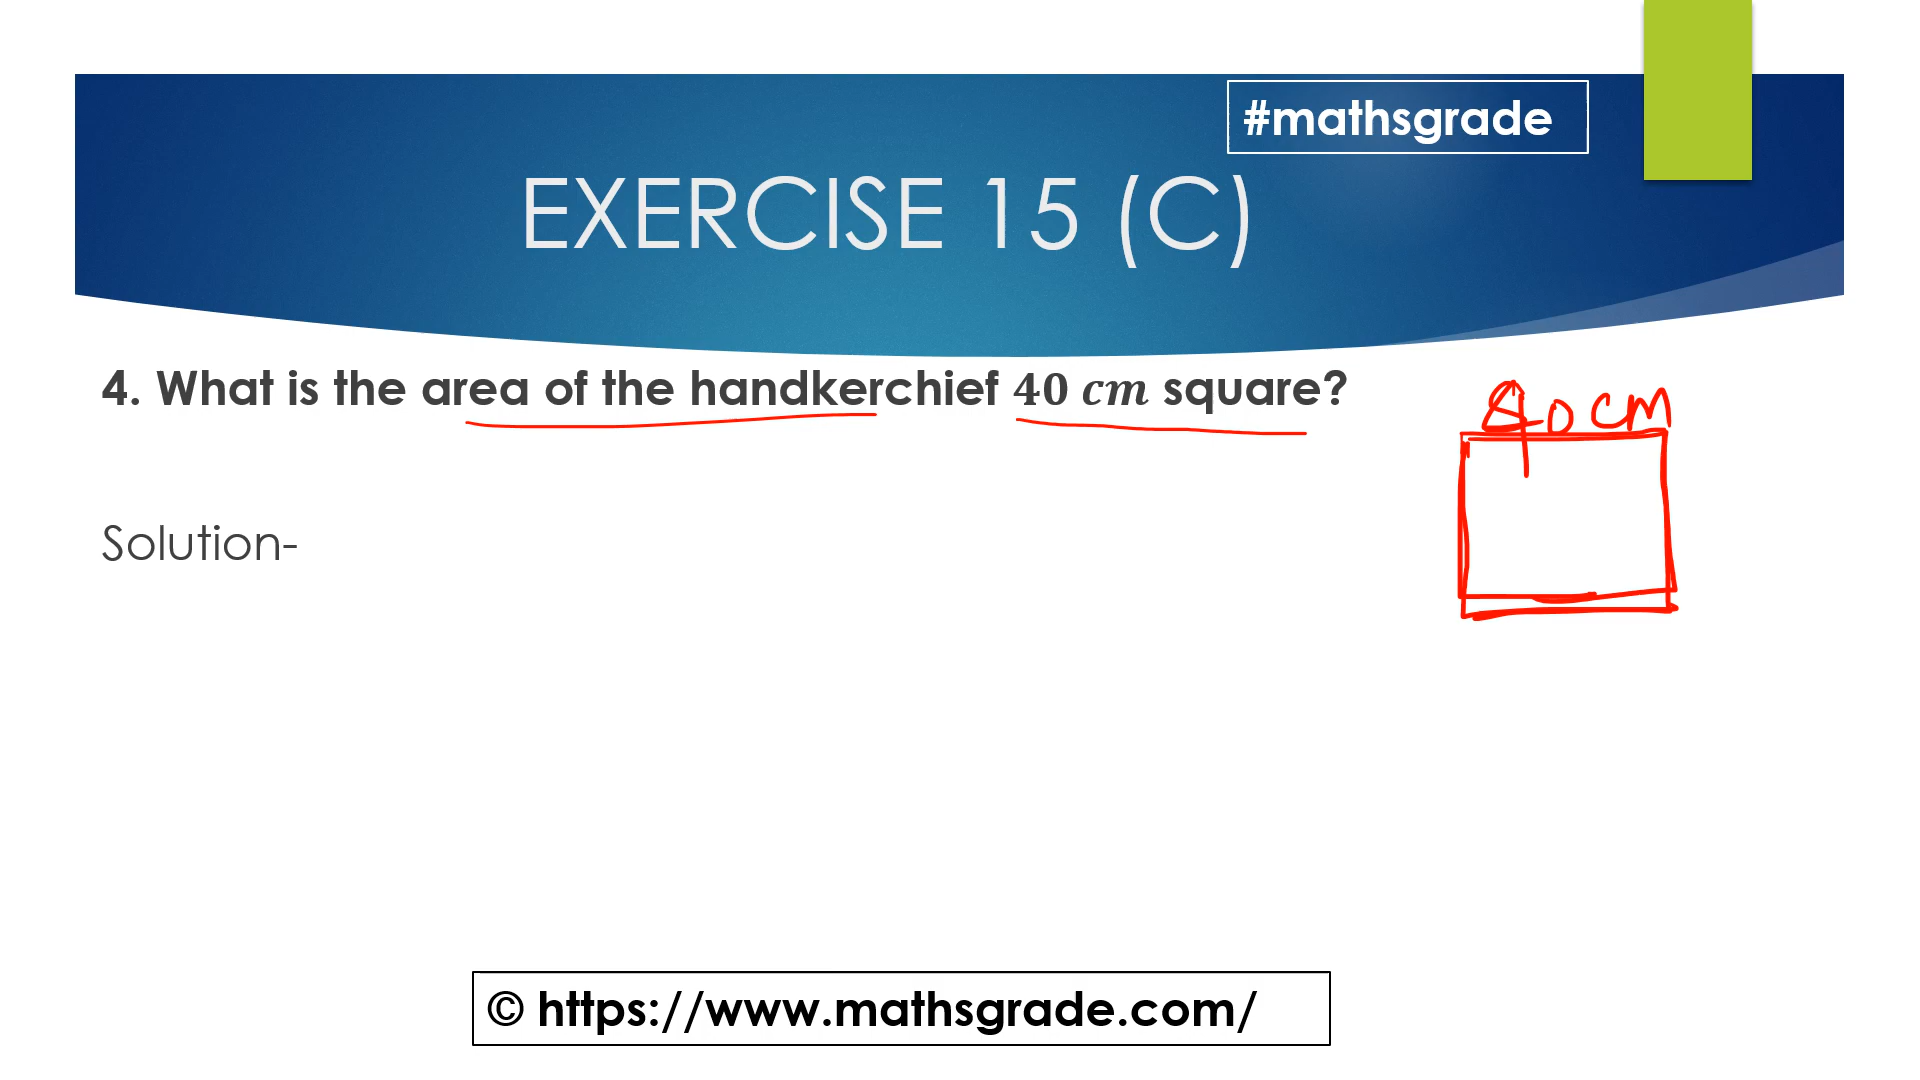 #mathsgrade
EXERCISE 15 (C)
4. What is the area of the handkerchief 40 cm square?
40 cm
Solution-
© https://www.mathsgrade.com/